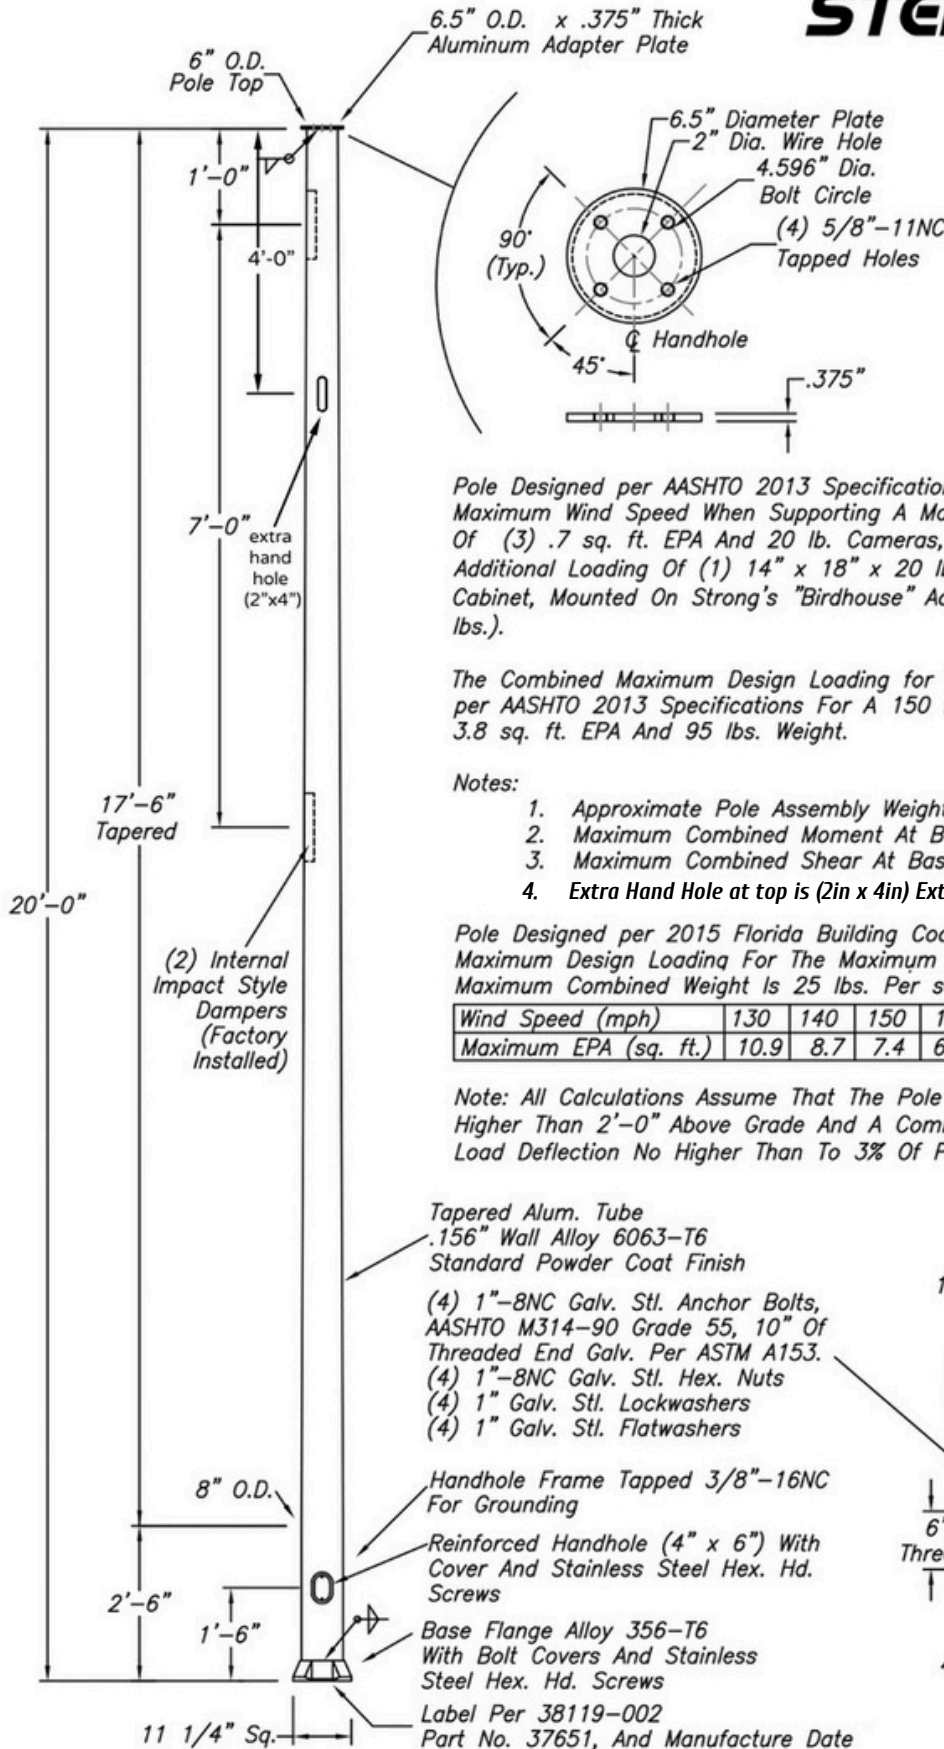 6.5" O.D. x .375" Thick
Aluminum Adapter Plate
6" O.D.
Pole Top
1'-0"
4'-0"
7'-0"
extra
hand
hole
(2"x4")
17'-6"
Tapered
20'-0"
(2) Internal
Impact Style
Dampers
(Factory
Installed)
8" O.D.
2'-6"
1'-6"
11 1/4" Sq.
6.5" Diameter Plate
2" Dia. Wire Hole
4.596" Dia.
Bolt Circle
(4) 5/8"-11NC
Tapped Holes
90°
(Typ.)
45°
℄ Handhole
.375"
Pole Designed per AASHTO 2013 Specification
Maximum Wind Speed When Supporting A
Of (3) .7 sq. ft. EPA And 20 lb. Cameras,
Additional Loading Of (1) 14" x 18" x 20
Cabinet, Mounted On Strong's "Birdhouse"
lbs.).
The Combined Maximum Design Loading for
per AASHTO 2013 Specifications For A 150
3.8 sq. ft. EPA And 95 lbs. Weight.
Notes:
1. Approximate Pole Assembly Weight
2. Maximum Combined Moment At
3. Maximum Combined Shear At
4. Extra Hand Hole at top is (2in x 4in)
Pole Designed per 2015 Florida Building
Maximum Design Loading For The Maximum
Maximum Combined Weight Is 25 lbs. Per
Wind Speed (mph) 130 140 150
Maximum EPA (sq. ft.) 10.9 8.7 7.4
Note: All Calculations Assume That The Pole
Higher Than 2'-0" Above Grade And A
Load Deflection No Higher Than To 3% Of
Tapered Alum. Tube
.156" Wall Alloy 6063-T6
Standard Powder Coat Finish
(4) 1"-8NC Galv. Stl. Anchor Bolts,
AASHTO M314-90 Grade 55, 10" Of
Threaded End Galv. Per ASTM A153.
(4) 1"-8NC Galv. Stl. Hex. Nuts
(4) 1" Galv. Stl. Lockwashers
(4) 1" Galv. Stl. Flatwashers
Handhole Frame Tapped 3/8"-16NC
For Grounding
Reinforced Handhole (4" x 6") With
Cover And Stainless Steel Hex. Hd.
Screws
Base Flange Alloy 356-T6
With Bolt Covers And Stainless
Steel Hex. Hd. Screws
Label Per 38119-002
Part No. 37651, And Manufacture Date